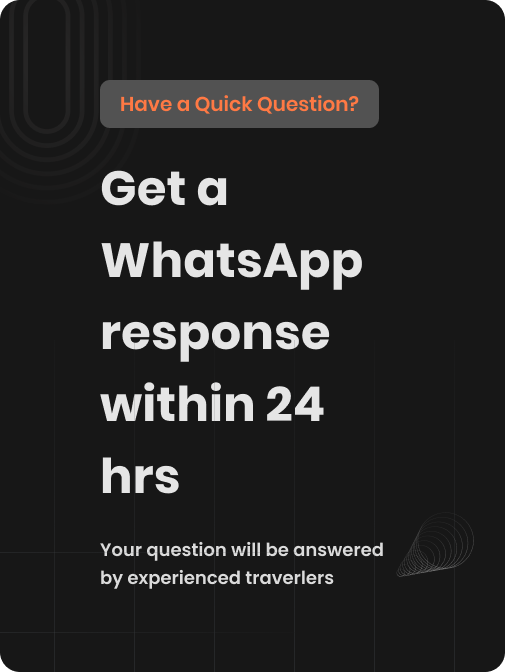 Have a Quick Question?
Get a
WhatsApp
response
within 24
hrs
Your question will be answered
by experienced traverlers